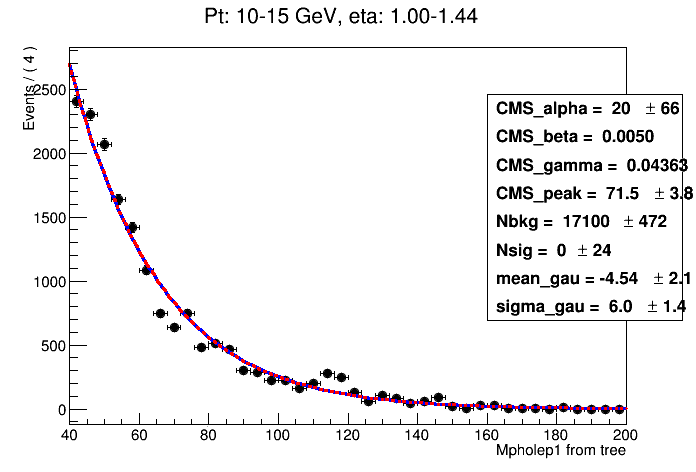 Pt: 10-15 GeV, eta: 1.00-1.44
Events / ( 4 )
2500
2000
1500
1000
500
0
CMS_alpha = 20 ± 66
CMS_beta = 0.0050
CMS_gamma = 0.04363
CMS_peak = 71.5 ± 3.8
Nbkg = 17100 ± 472
Nsig = 0 ± 24
mean_gau = -4.54 ± 2.1
sigma_gau = 6.0 ± 1.4
40 60 80 100 120 140 160 180 200
Mpholep1 from tree